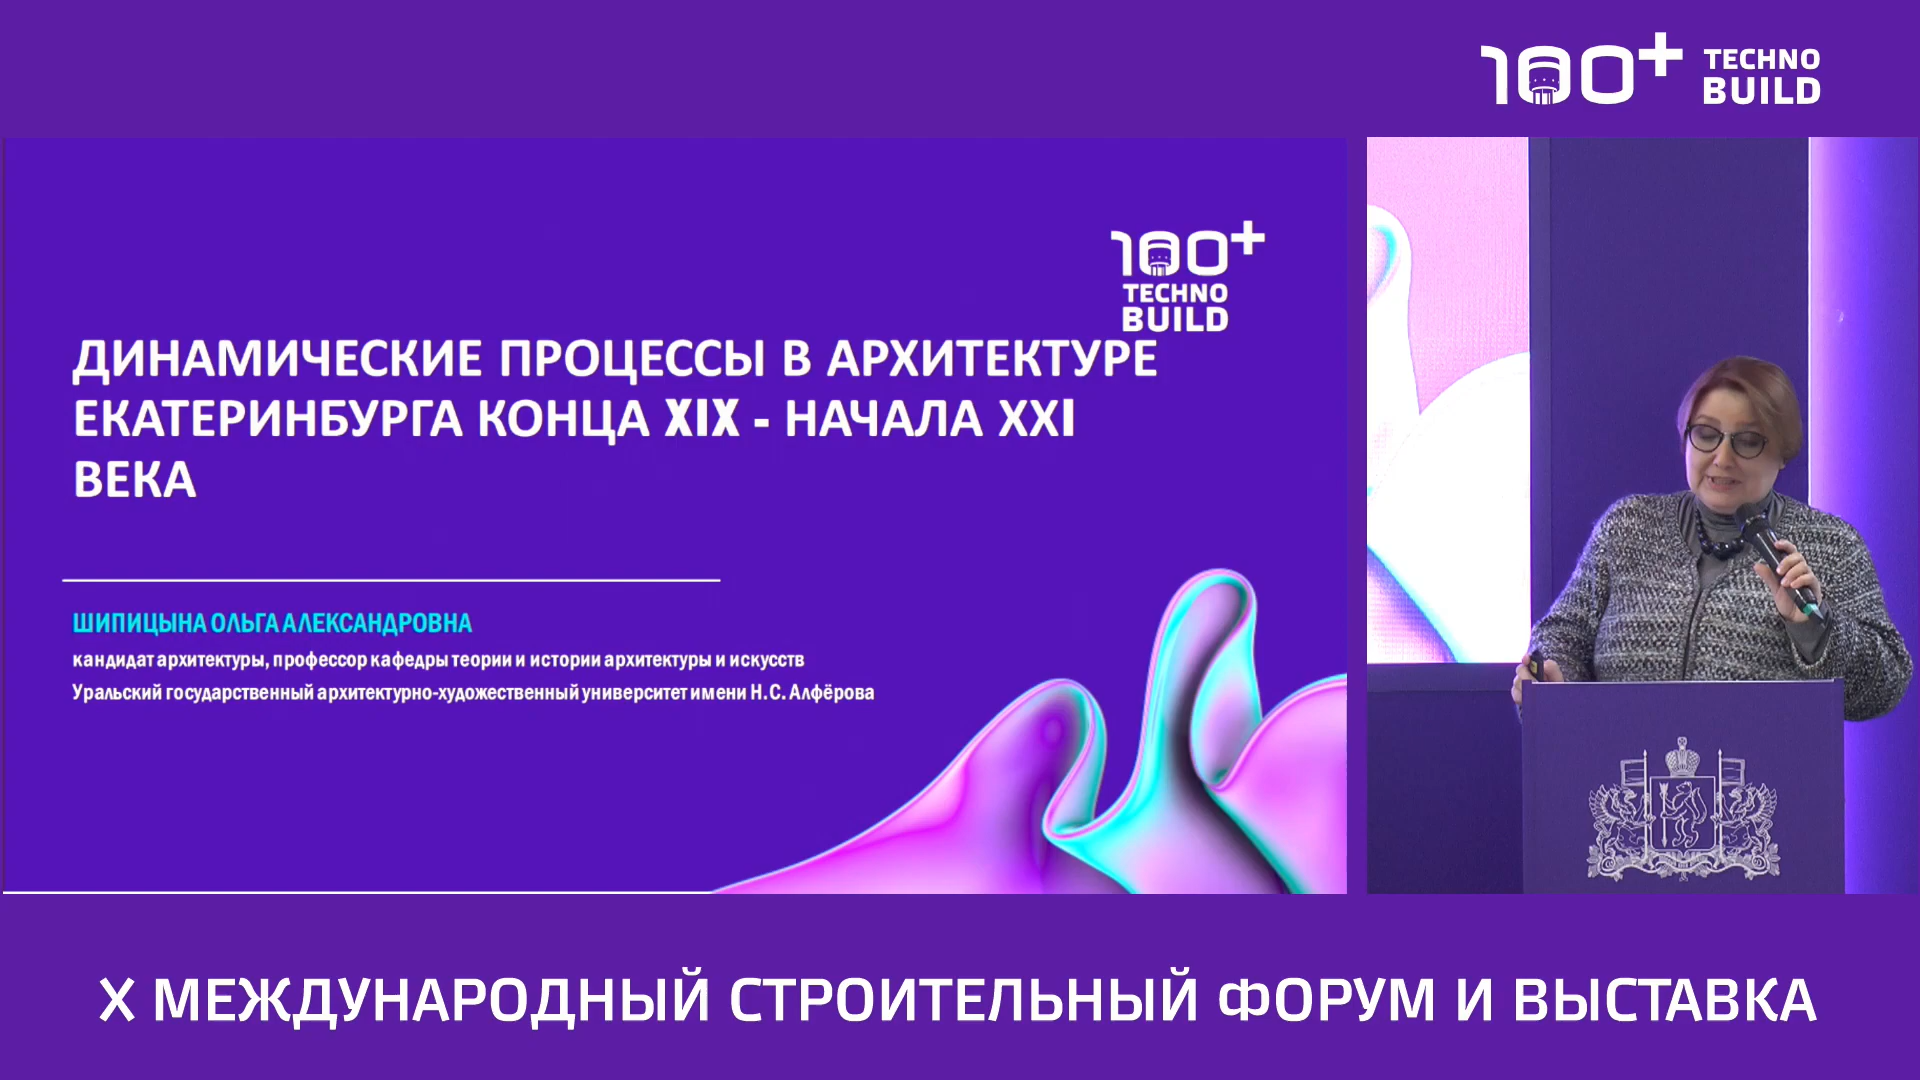 100+ TECHNO
BUILD
100+
TECHNO
BUILD
ДИНАМИЧЕСКИЕ ПРОЦЕССЫ В АРХИТЕКТУРЕ
ЕКАТЕРИНБУРГА КОНЦА XIX - НАЧАЛА XXI
ВЕКА
ШИПИЦЫНА ОЛЬГА АЛЕКСАНДРОВНА
кандидат архитектуры, профессор кафедры теории и истории архитектуры и искусств
Уральский государственный архитектурно-художественный университет имени Н. С. Алфёрова
X МЕЖДУНАРОДНЫЙ СТРОИТЕЛЬНЫЙ ФОРУМ И ВЫСТАВКА